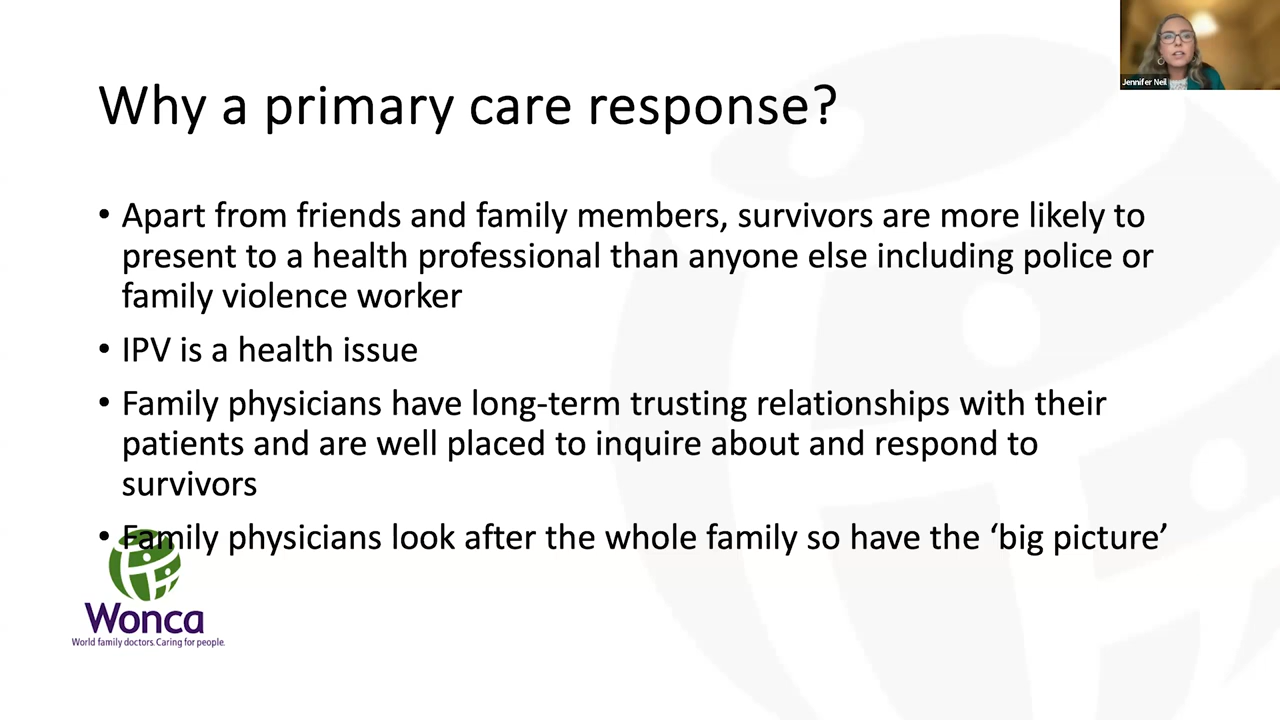 Jennifer Neil
Why a primary care response?
• Apart from friends and family members, survivors are more likely to
present to a health professional than anyone else including police or
family violence worker
• IPV is a health issue
• Family physicians have long-term trusting relationships with their
patients and are well placed to inquire about and respond to
survivors
• Family physicians look after the whole family so have the ‘big picture’
Wonca
World family doctors. Caring for people.